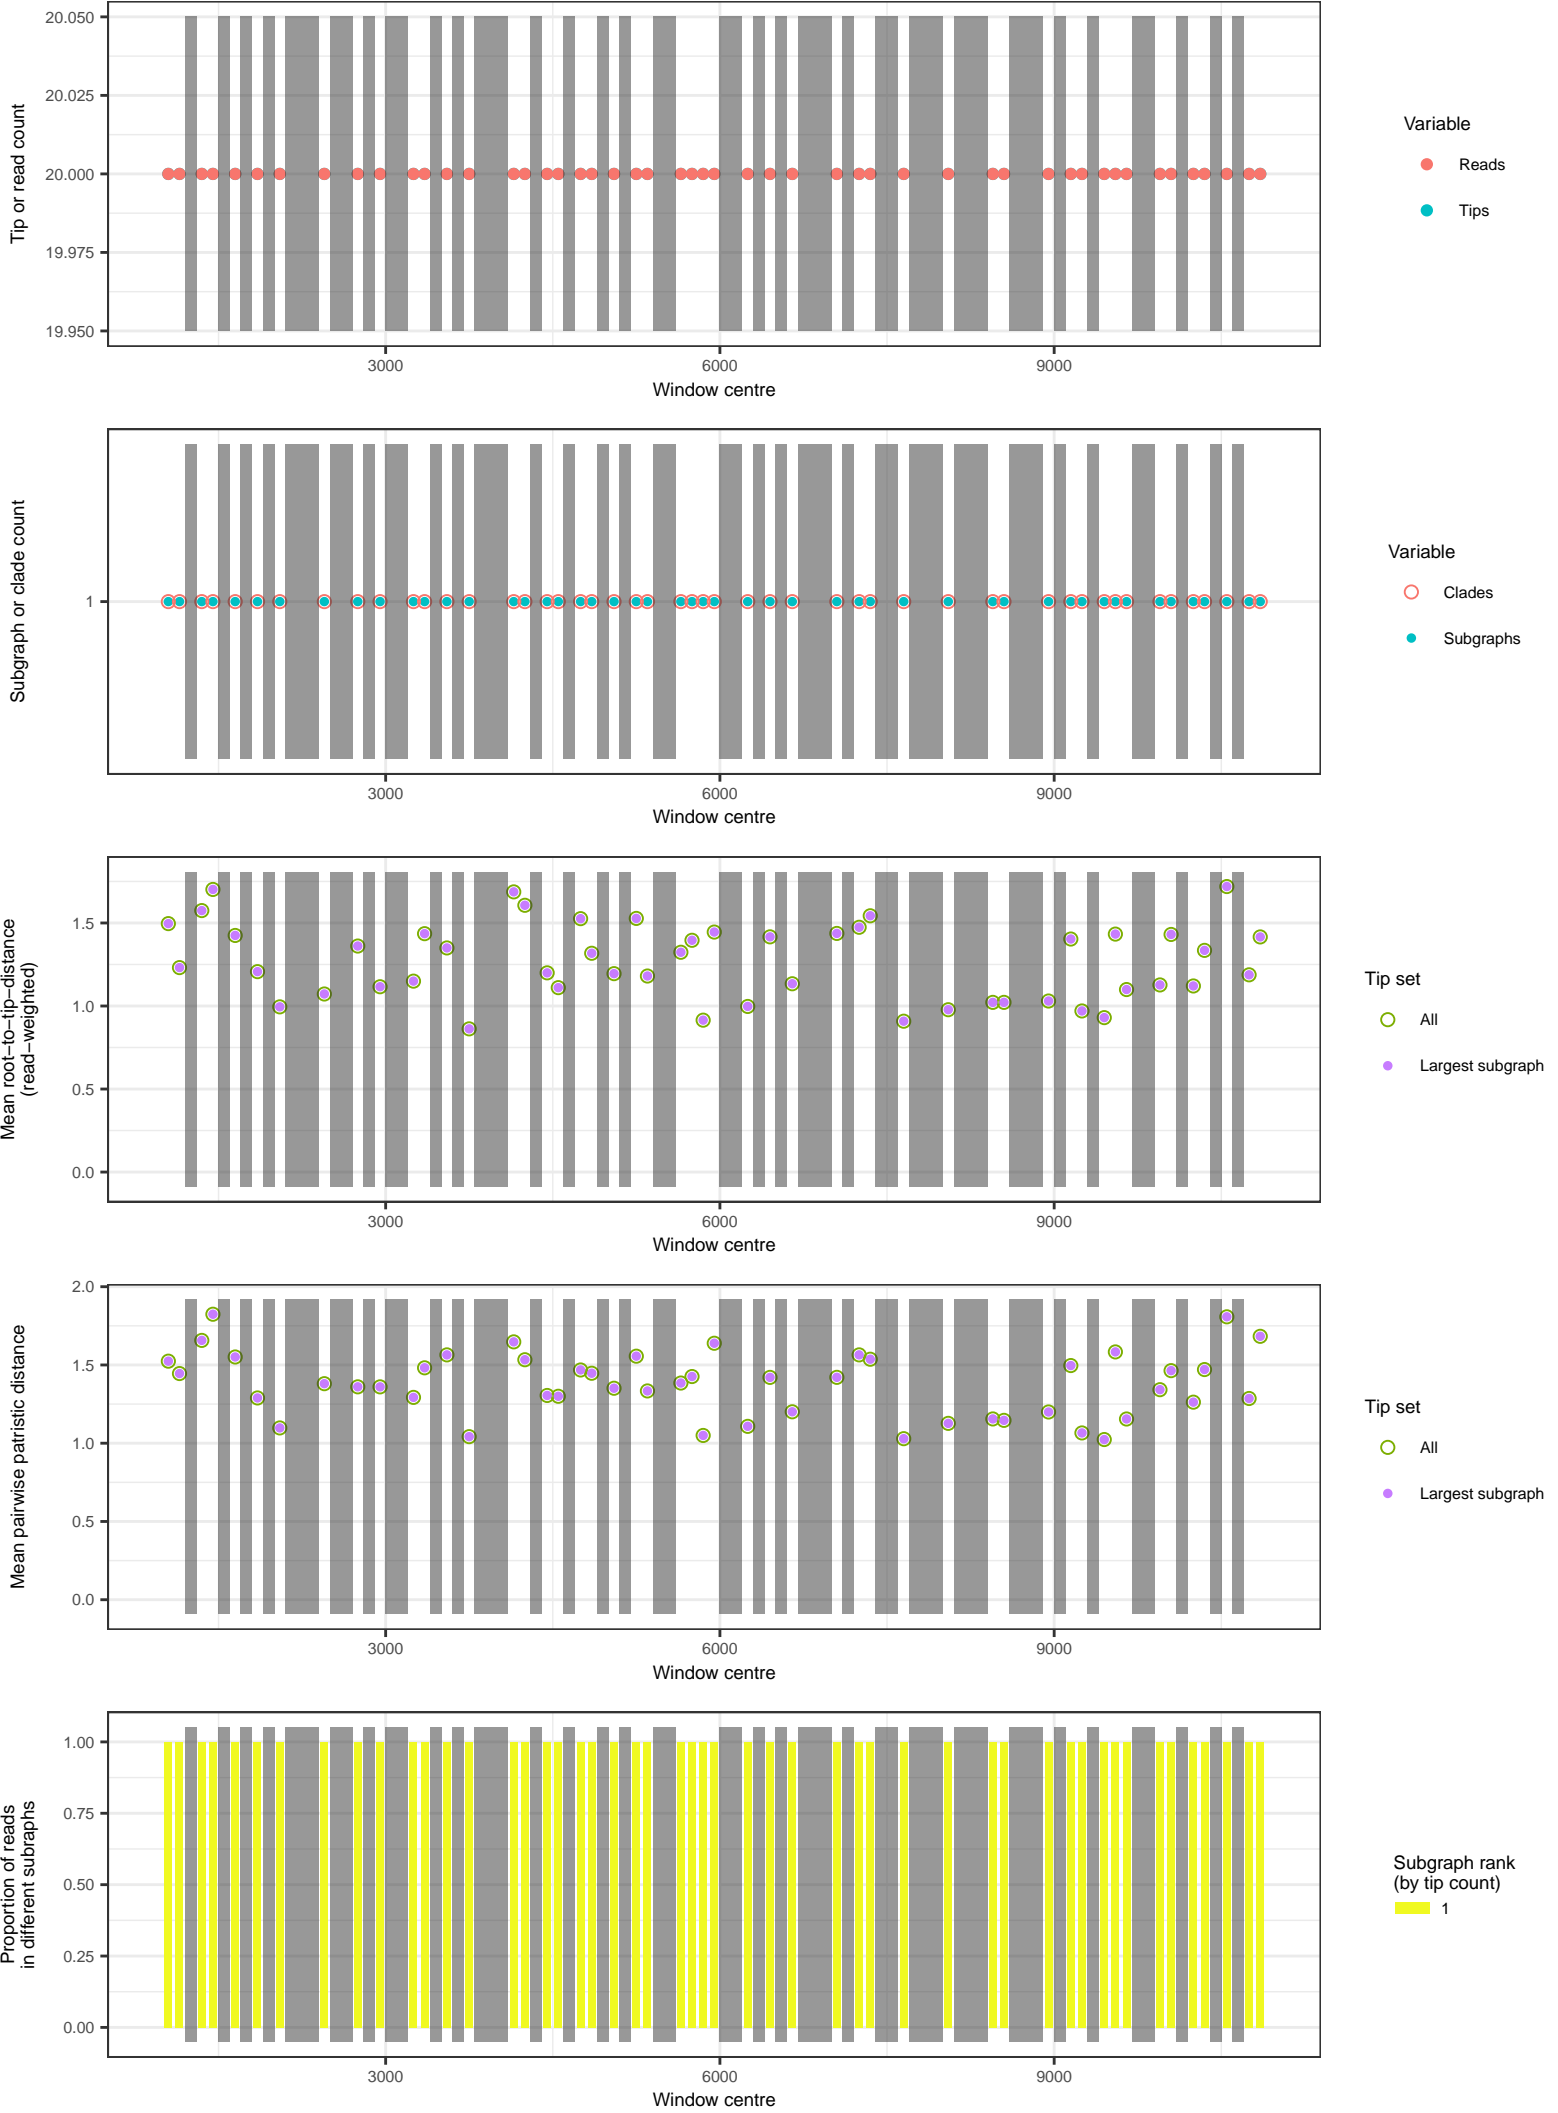 20.050
20.025
20.000
19.975
19.950
Tip or read count
3000 6000 9000
Window centre
Variable
Reads
Tips
1
Subgraph or clade count
3000 6000 9000
Window centre
Variable
Clades
Subgraphs
1.5
1.0
0.5
0.0
Mean root-to-tip-distance
(read-weighted)
3000 6000 9000
Window centre
Tip set
All
Largest subgraph
2.0
1.5
1.0
0.5
0.0
Mean pairwise patristic distance
3000 6000 9000
Window centre
Tip set
All
Largest subgraph
1.00
0.75
0.50
0.25
0.00
Proportion of reads
in different subraphs
3000 6000 9000
Window centre
Subgraph rank
(by tip count)
1